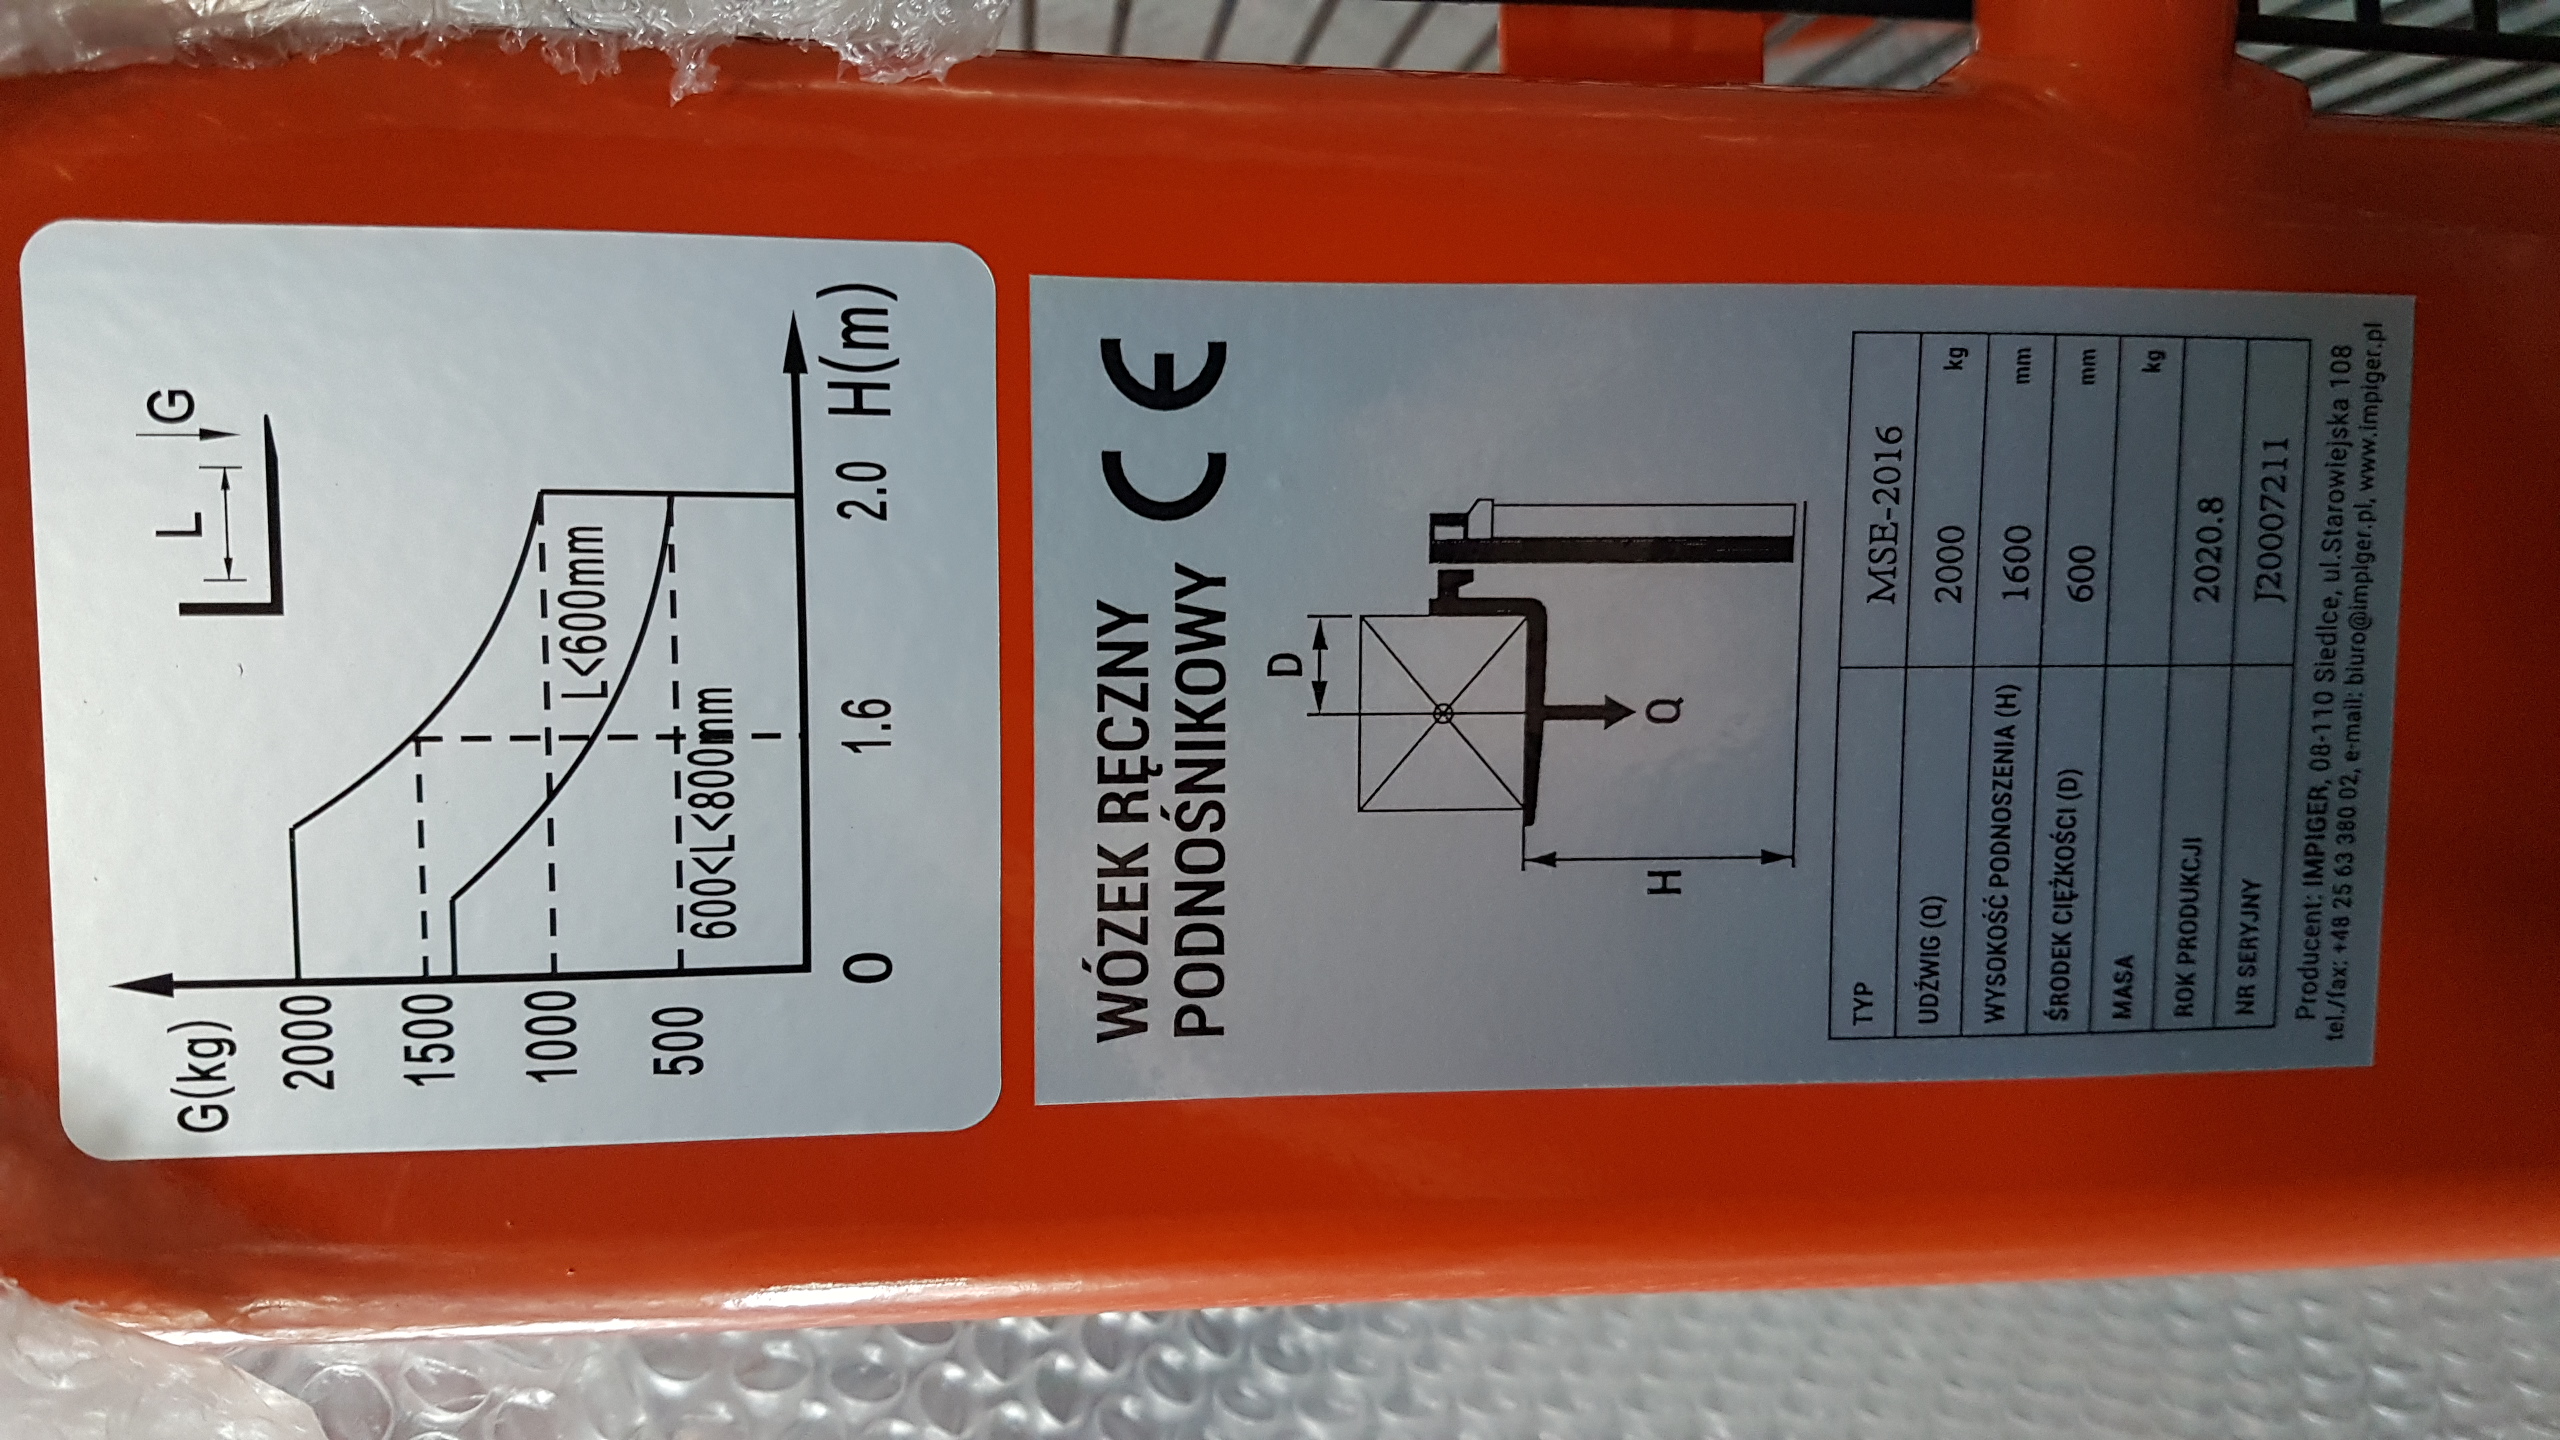 G(kg)
L
G
2000
1500
1000
500
L<600mm
600<L<800mm
0
1.6
2.0
H(m)
WÓZEK RĘCZNY
PODNOŚNIKOWY
CE
D
Q
H
TYP MSE-2016
UDŹWIG (Q) 2000 kg
WYSOKOŚĆ PODNOSZENIA (H) 1600 mm
ŚRODEK CIĘŻKOŚCI (D) 600 mm
MASA kg
ROK PRODUKCJI 2020.8
NR SERYJNY J20007211
Producent: IMPIGER, 08-110 Siedlce, ul.Starowiejska 108
tel./fax: +48 25 63 380 02, e-mail: biuro@impiger.pl, www.impiger.pl